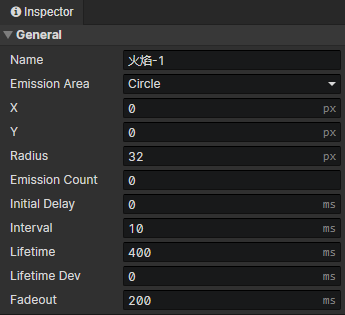 Inspector
General
Name 火焰-1
Emission Area Circle
X 0 px
Y 0 px
Radius 32 px
Emission Count 0
Initial Delay 0 ms
Interval 10 ms
Lifetime 400 ms
Lifetime Dev 0 ms
Fadeout 200 ms